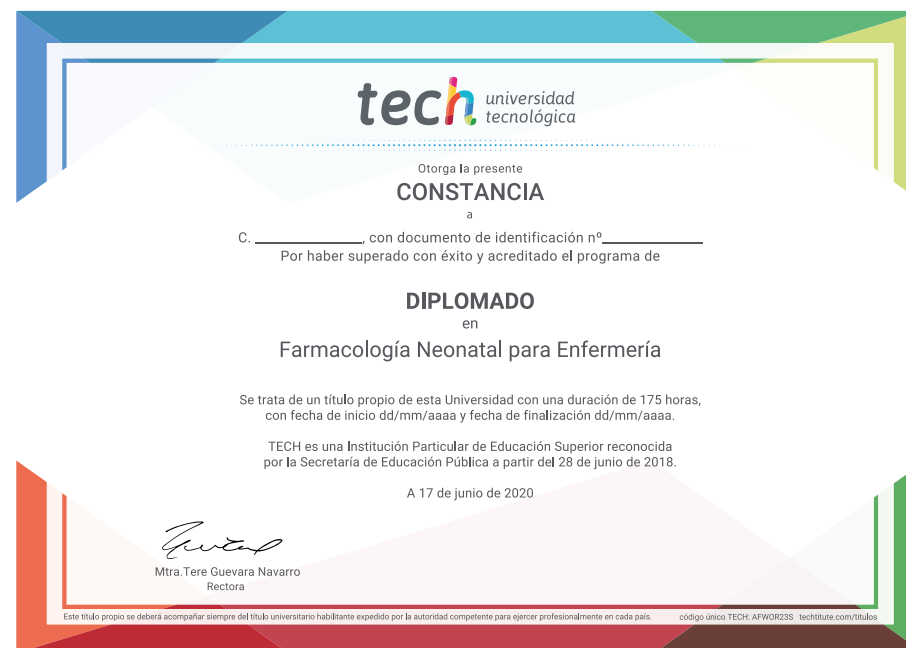 tech universidad
tecnológica
Otorga la presente
CONSTANCIA
a
C. ____________, con documento de identificación nº____________
Por haber superado con éxito y acreditado el programa de
DIPLOMADO
en
Farmacología Neonatal para Enfermería
Se trata de un título propio de esta Universidad con una duración de 175 horas,
con fecha de inicio dd/mm/aaaa y fecha de finalización dd/mm/aaaa.
TECH es una Institución Particular de Educación Superior reconocida
por la Secretaría de Educación Pública a partir del 28 de junio de 2018.
A 17 de junio de 2020
Mtra.Tere Guevara Navarro
Rectora
Este título propio se deberá acompañar siempre del título universitario habilitante expedido por la autoridad competente para ejercer profesionalmente en cada país. código único TECH: AFWOR23S techtitute.com/titulos